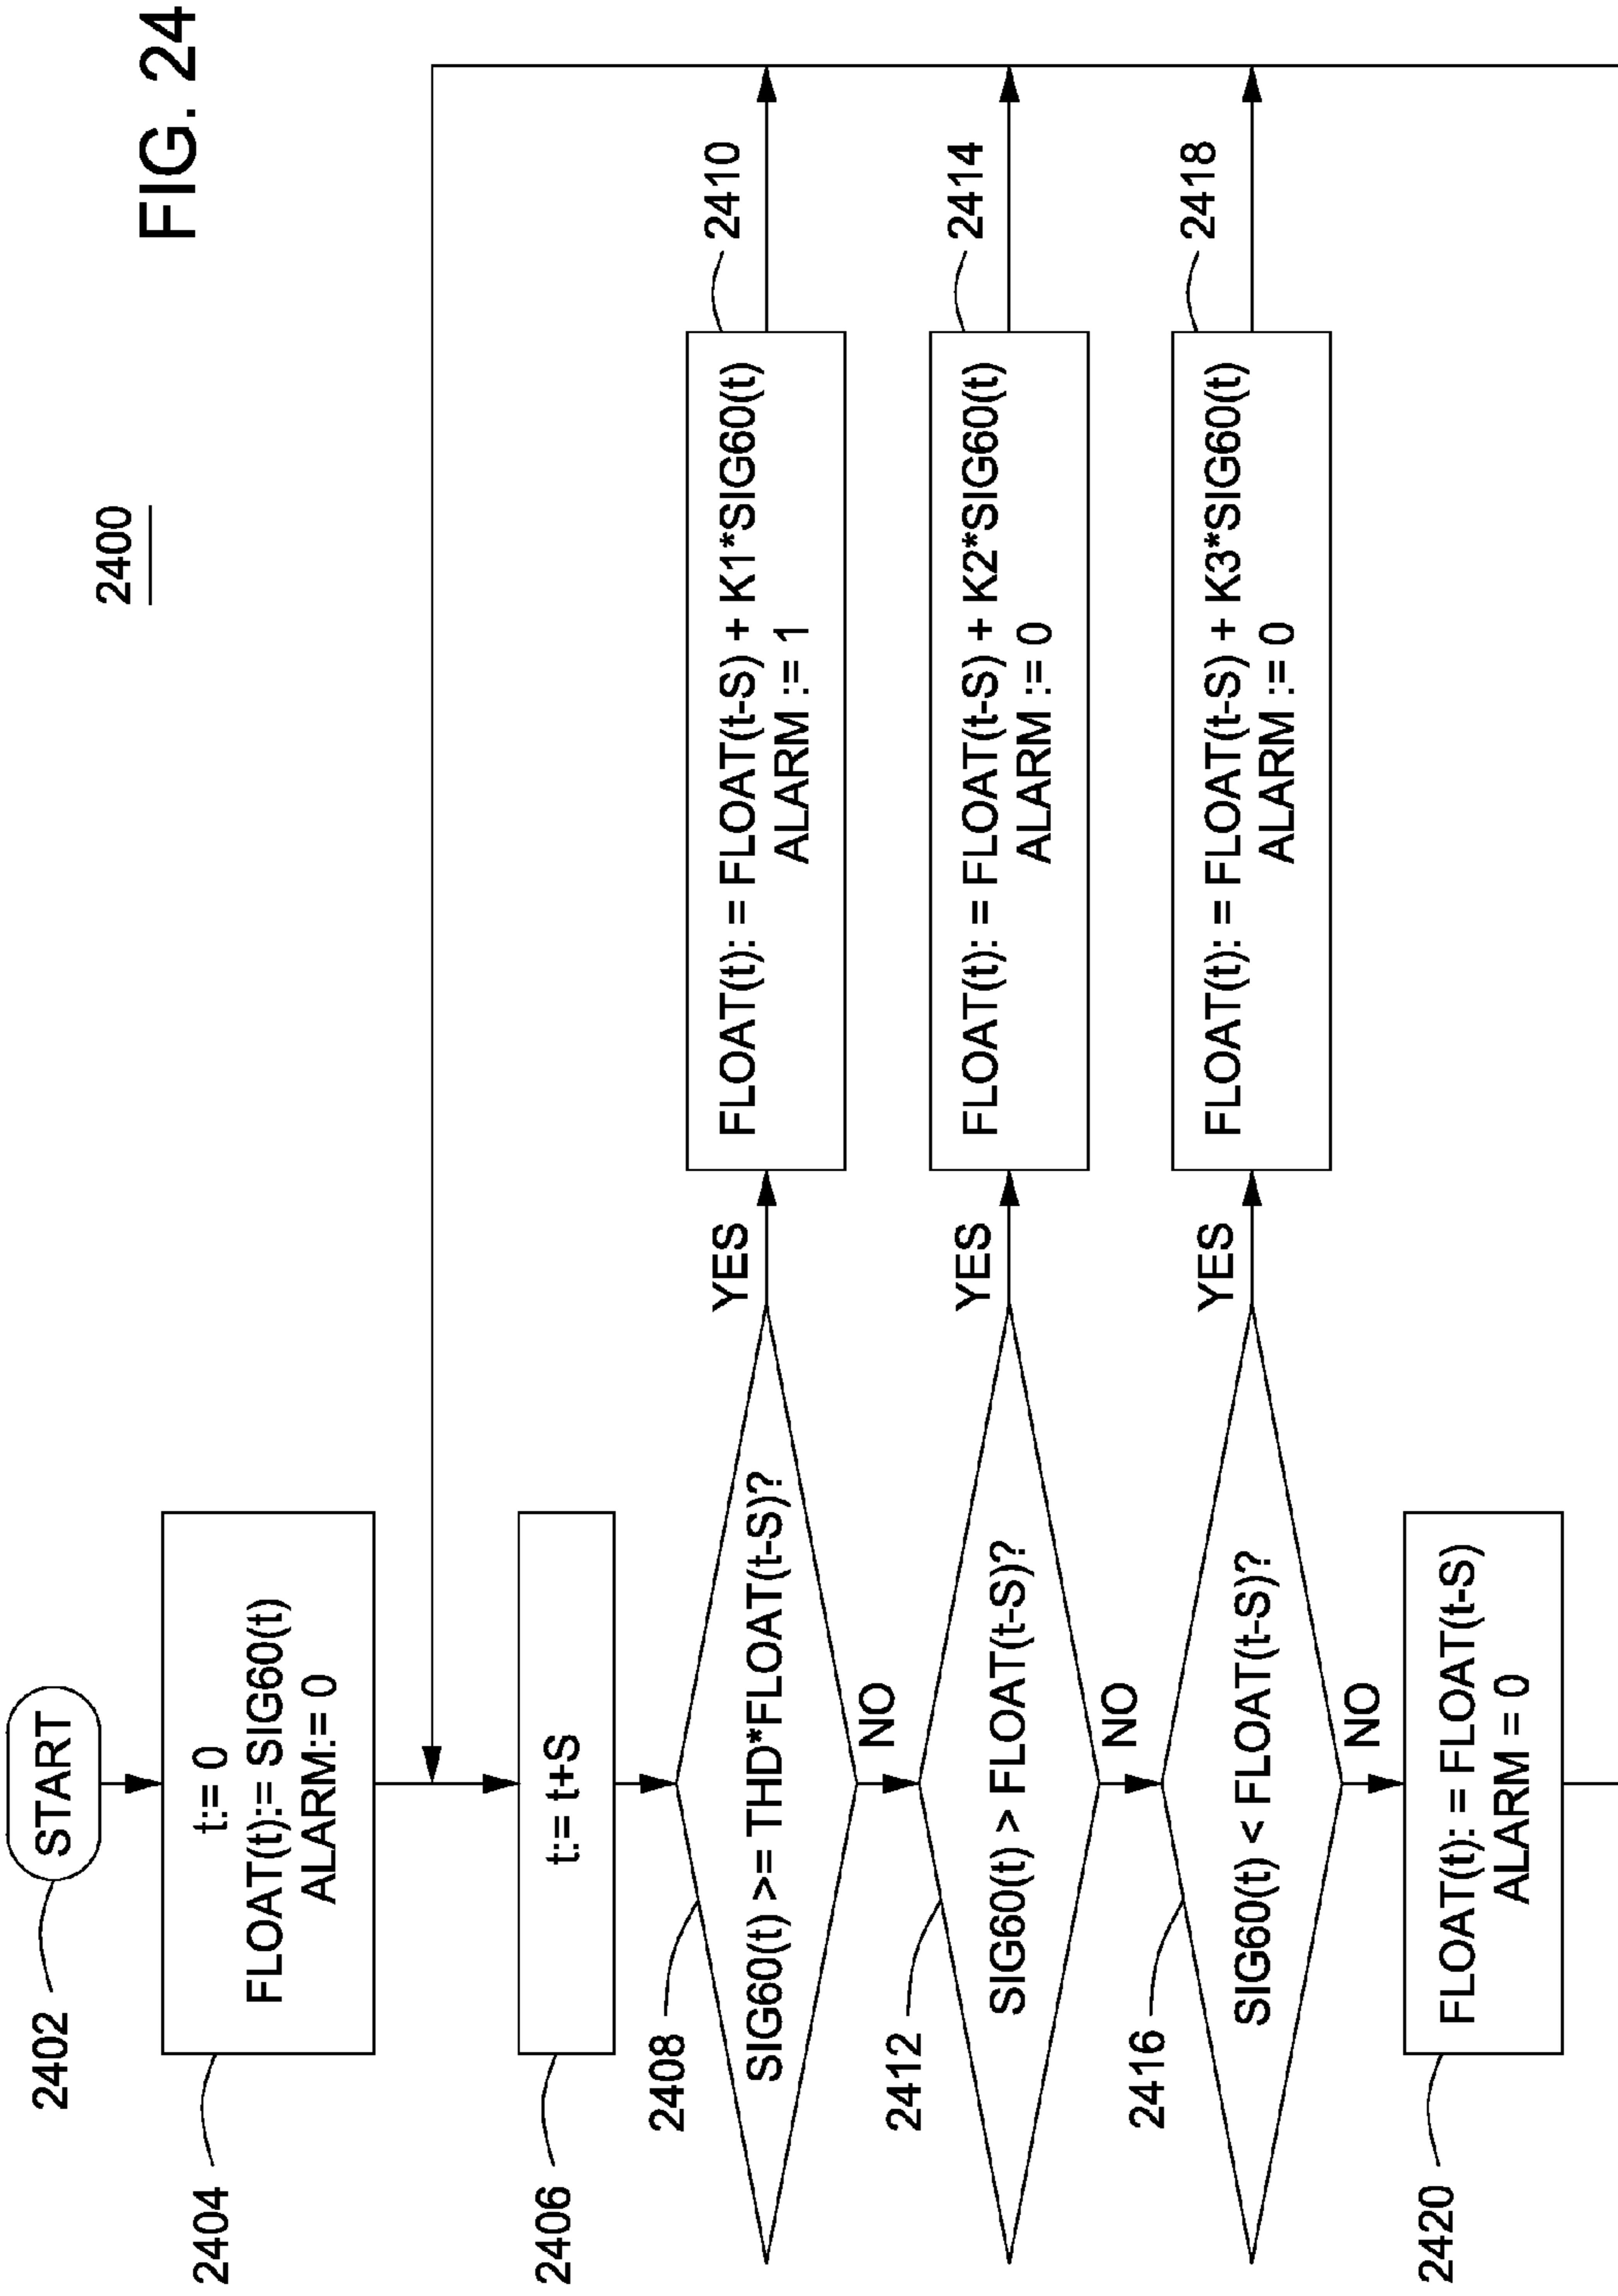 FIG. 24
2400
START
2402
t:= 0
FLOAT(t):= SIG60(t)
ALARM:= 0
2404
t:= t+S
2406
SIG60(t) >= THD*FLOAT(t-S)?
2408
YES
NO
FLOAT(t): = FLOAT(t-S) + K1*SIG60(t)
ALARM := 1
2410
SIG60(t) > FLOAT(t-S)?
2412
YES
NO
FLOAT(t): = FLOAT(t-S) + K2*SIG60(t)
ALARM := 0
2414
SIG60(t) < FLOAT(t-S)?
2416
YES
NO
FLOAT(t): = FLOAT(t-S) + K3*SIG60(t)
ALARM := 0
2418
FLOAT(t): = FLOAT(t-S)
ALARM = 0
2420